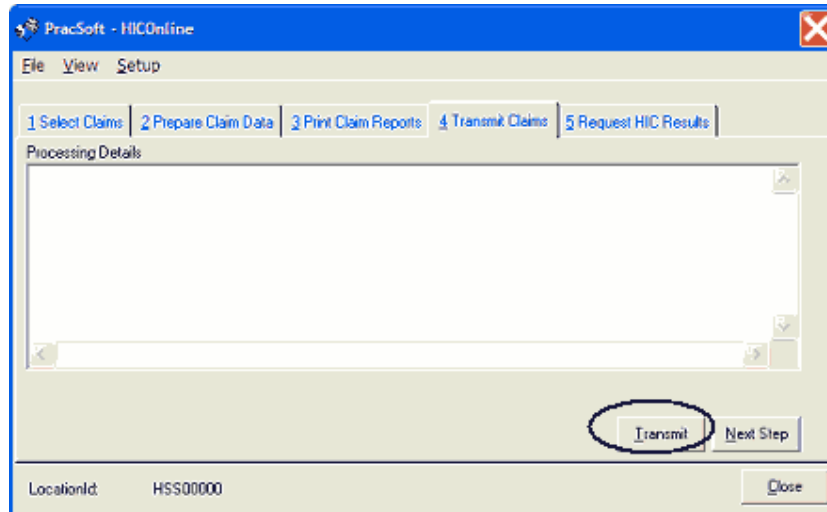 PracSoft - HICOnline
File View Setup
1 Select Claims 2 Prepare Claim Data 3 Print Claim Reports 4 Transmit Claims 5 Request HIC Results
Processing Details
Transmit Next Step
LocationId: HSS00000 Close